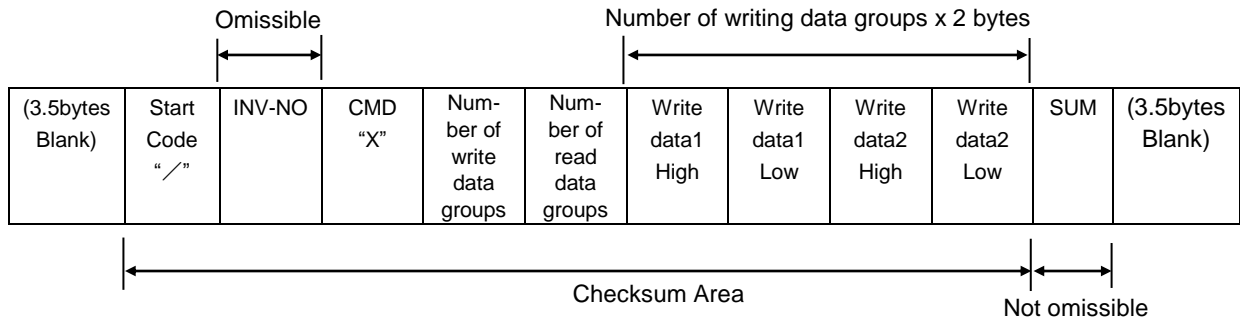 Omissible
Number of writing data groups x 2 bytes
(3.5bytes
Blank)
Start
Code
“／”
INV-NO
CMD
“X”
Num-
ber of
write
data
groups
Num-
ber of
read
data
groups
Write
data1
High
Write
data1
Low
Write
data2
High
Write
data2
Low
SUM
(3.5bytes
Blank)
Checksum Area
Not omissible